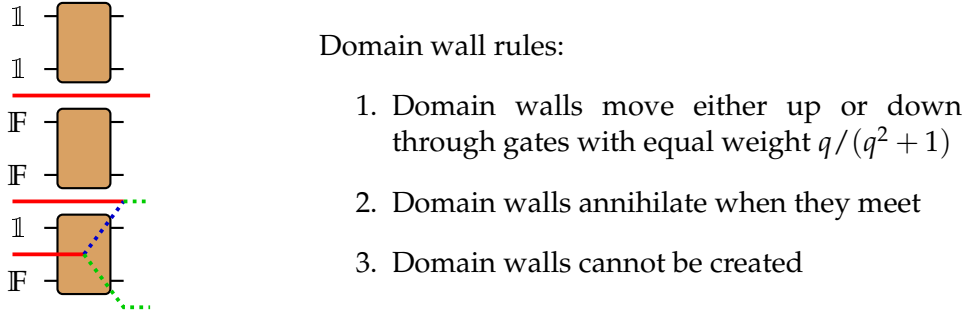 𝟙
𝟙
𝔽
𝔽
𝟙
𝔽
Domain wall rules:
1. Domain walls move either up or down
through gates with equal weight q/(q² + 1)
2. Domain walls annihilate when they meet
3. Domain walls cannot be created